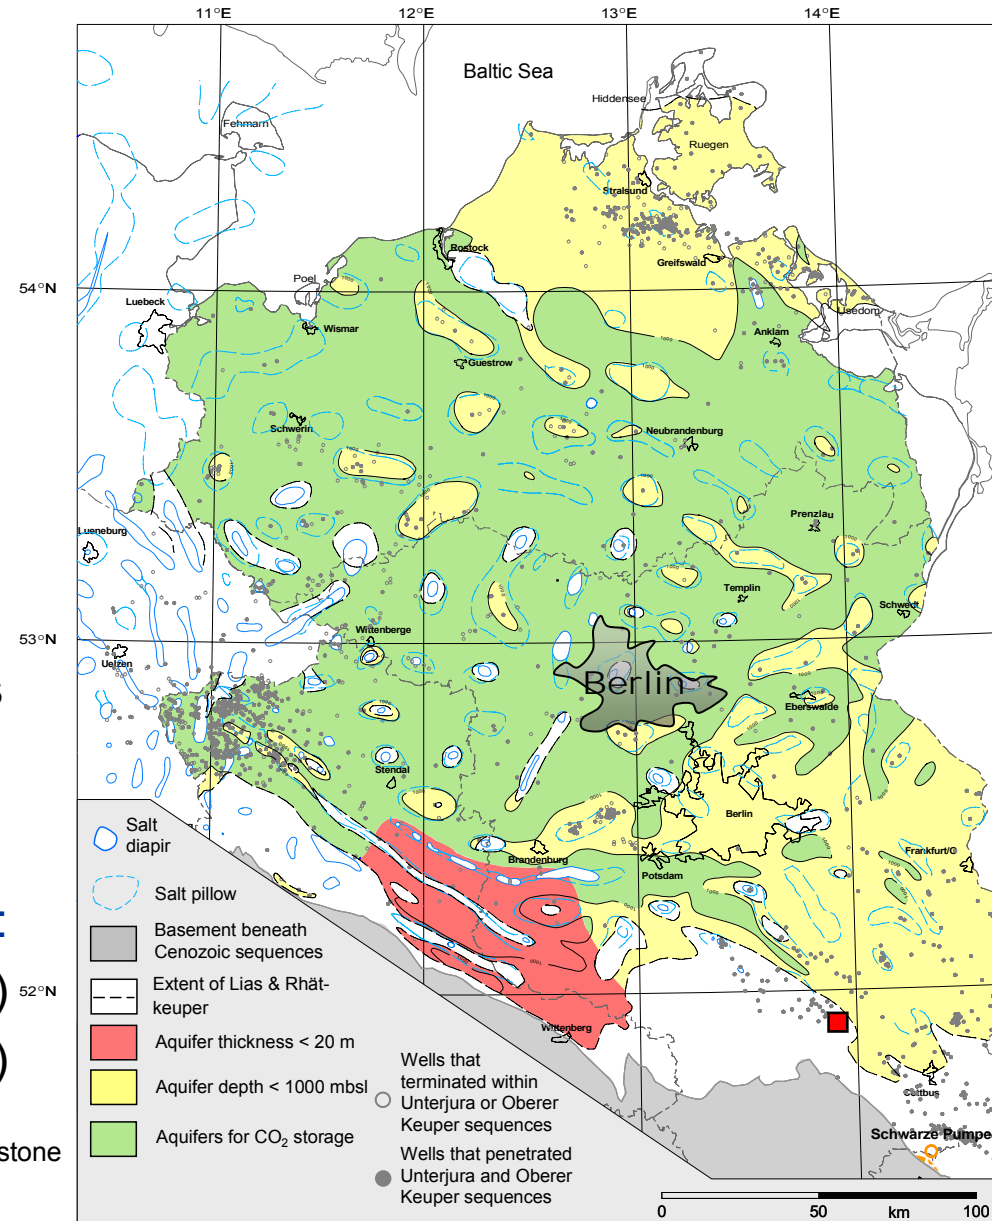 11°E 12°E 13°E 14°E
Baltic Sea
Hiddensee
Fehmarn
Ruegen
Stralsund
Rostock
Greifswald
Poel
54°N
Luebeck
Usedom
Wismar
Anklam
Guestrow
Schwerin
Neubrandenburg
Prenzlau
Lueneburg
Templin
Schwedt
Wittenberge
53°N
Uelzen
Berlin
Eberswalde
Stendal
Berlin
Brandenburg
Frankfurt/O
Potsdam
52°N
Wittenberg
Cottbus
Schwarze Pumpe
Salt
diapir
Salt pillow
Basement beneath
Cenozoic sequences
Extent of Lias & Rhät-
keuper
Aquifer thickness < 20 m
Aquifer depth < 1000 mbsl
Aquifers for CO₂ storage
Wells that
terminated within
Unterjura or Oberer
Keuper sequences
Wells that penetrated
Unterjura and Oberer
Keuper sequences
s
)
)
stone
0 50 km 100